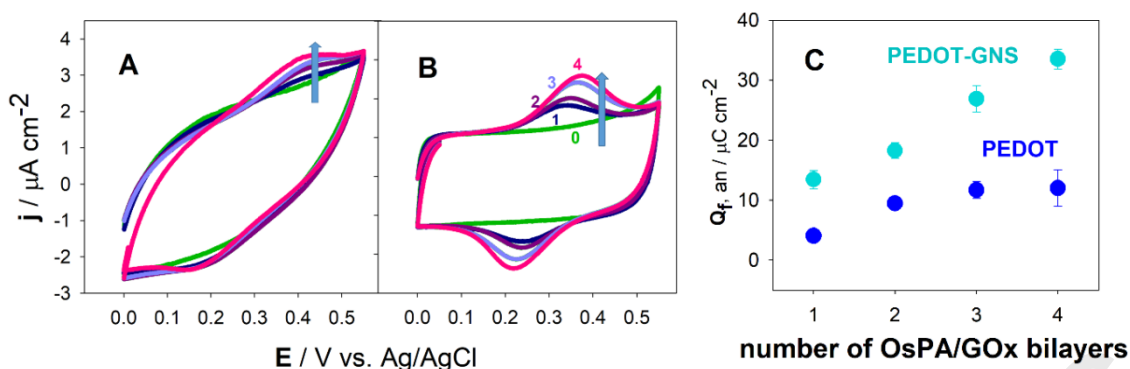 A
j / μA cm-2
4
3
2
1
0
-1
-2
-3
0.0 0.1 0.2 0.3 0.4 0.5
B
4
3
2
1
0
0.0 0.1 0.2 0.3 0.4 0.5
E / V vs. Ag/AgCl
C
PEDOT-GNS
PEDOT
Qf, an / μC cm-2
40
30
20
10
0
1 2 3 4
number of OsPA/GOx bilayers